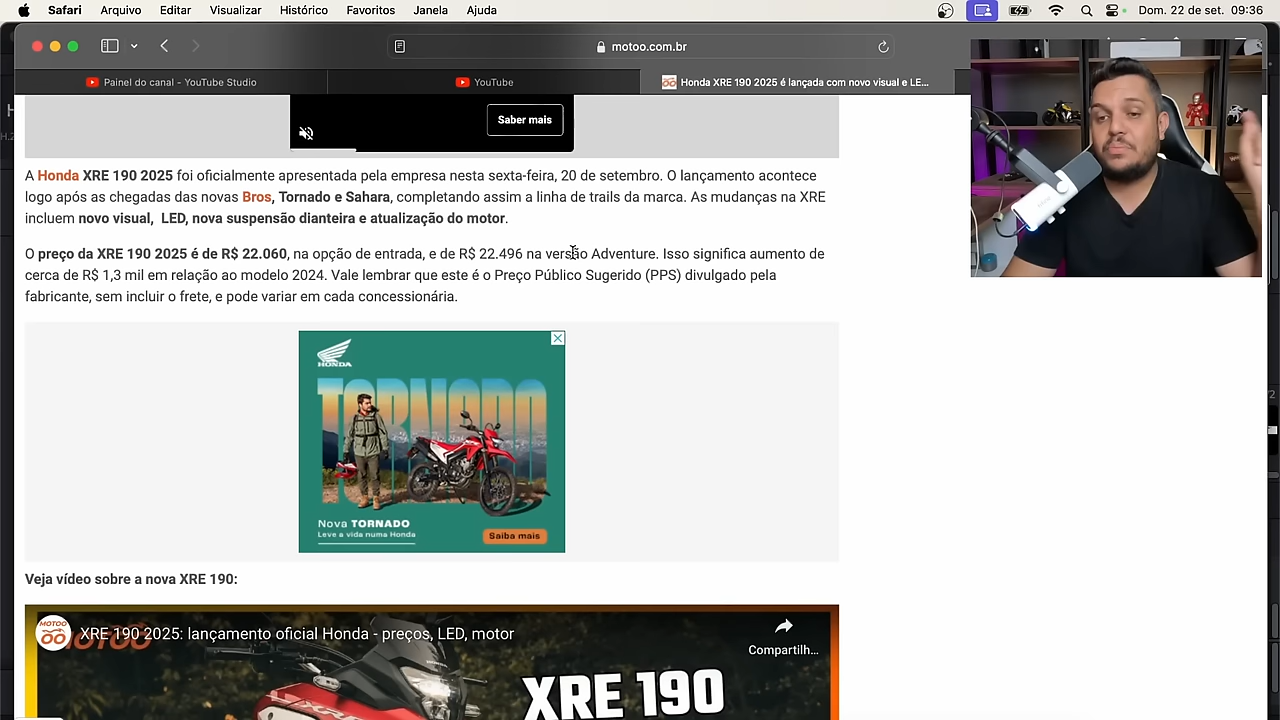 Safari Arquivo Editar Visualizar Histórico Favoritos Janela Ajuda Dom. 22 de set. 09:36
motoo.com.br
Painel do canal - YouTube Studio YouTube Honda XRE 190 2025 é lançada com novo visual e LE...
Saber mais
A Honda XRE 190 2025 foi oficialmente apresentada pela empresa nesta sexta-feira, 20 de setembro. O lançamento acontece
logo após as chegadas das novas Bros, Tornado e Sahara, completando assim a linha de trails da marca. As mudanças na XRE
incluem novo visual, LED, nova suspensão dianteira e atualização do motor.
O preço da XRE 190 2025 é de R$ 22.060, na opção de entrada, e de R$ 22.496 na versão Adventure. Isso significa aumento de
cerca de R$ 1,3 mil em relação ao modelo 2024. Vale lembrar que este é o Preço Público Sugerido (PPS) divulgado pela
fabricante, sem incluir o frete, e pode variar em cada concessionária.
HONDA
TORNADO
Nova TORNADO
Leve a vida numa Honda
Saiba mais
Veja vídeo sobre a nova XRE 190:
MOTOO
XRE 190 2025: lançamento oficial Honda - preços, LED, motor
Compartilh...
XRE 190